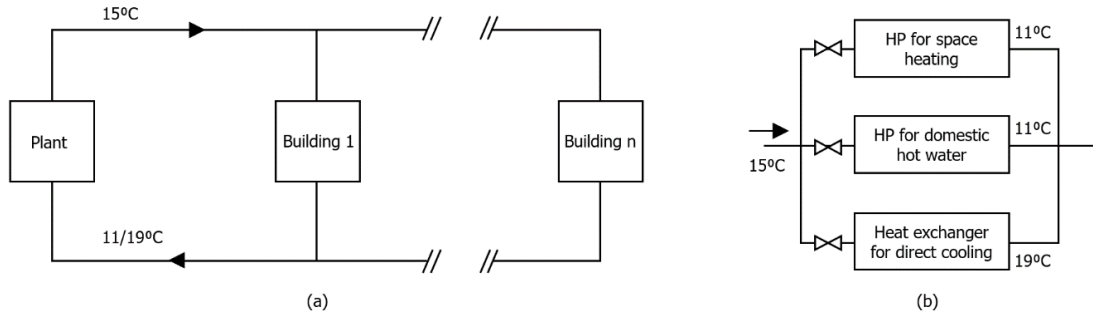 15ºC
Plant
Building 1
Building n
11/19ºC
(a)
HP for space
heating
11ºC
15ºC
HP for domestic
hot water
11ºC
Heat exchanger
for direct cooling
19ºC
(b)